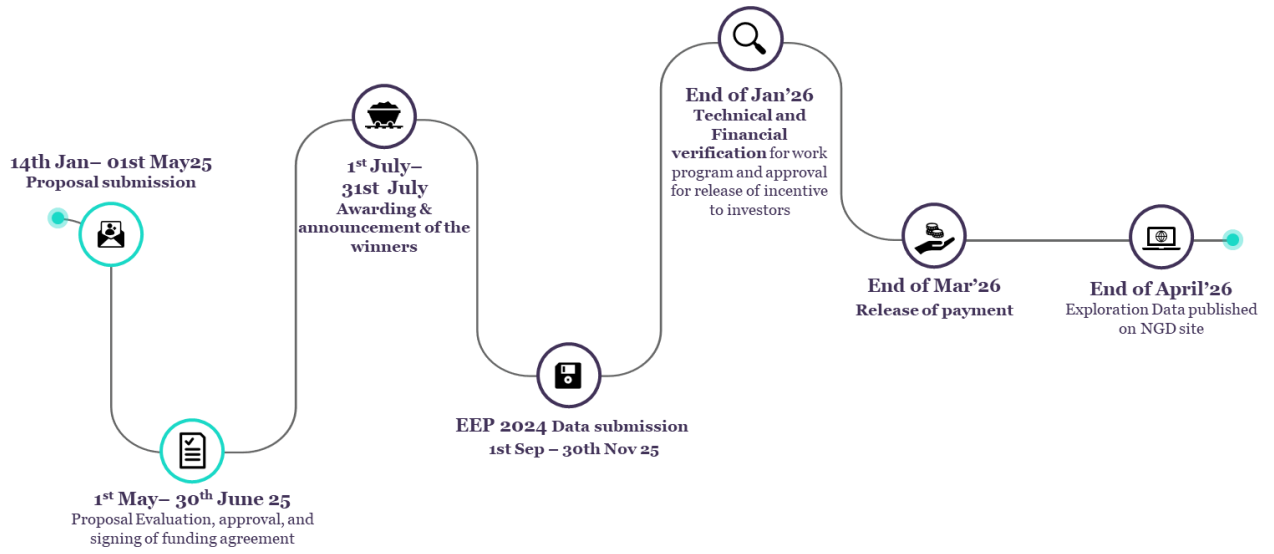 14th Jan– 01st May25
Proposal submission
1st May– 30th June 25
Proposal Evaluation, approval, and
signing of funding agreement
1st July–
31st July
Awarding &
announcement of the
winners
EEP 2024 Data submission
1st Sep – 30th Nov 25
End of Jan’26
Technical and
Financial
verification for work
program and approval
for release of incentive
to investors
End of Mar’26
Release of payment
End of April’26
Exploration Data published
on NGD site